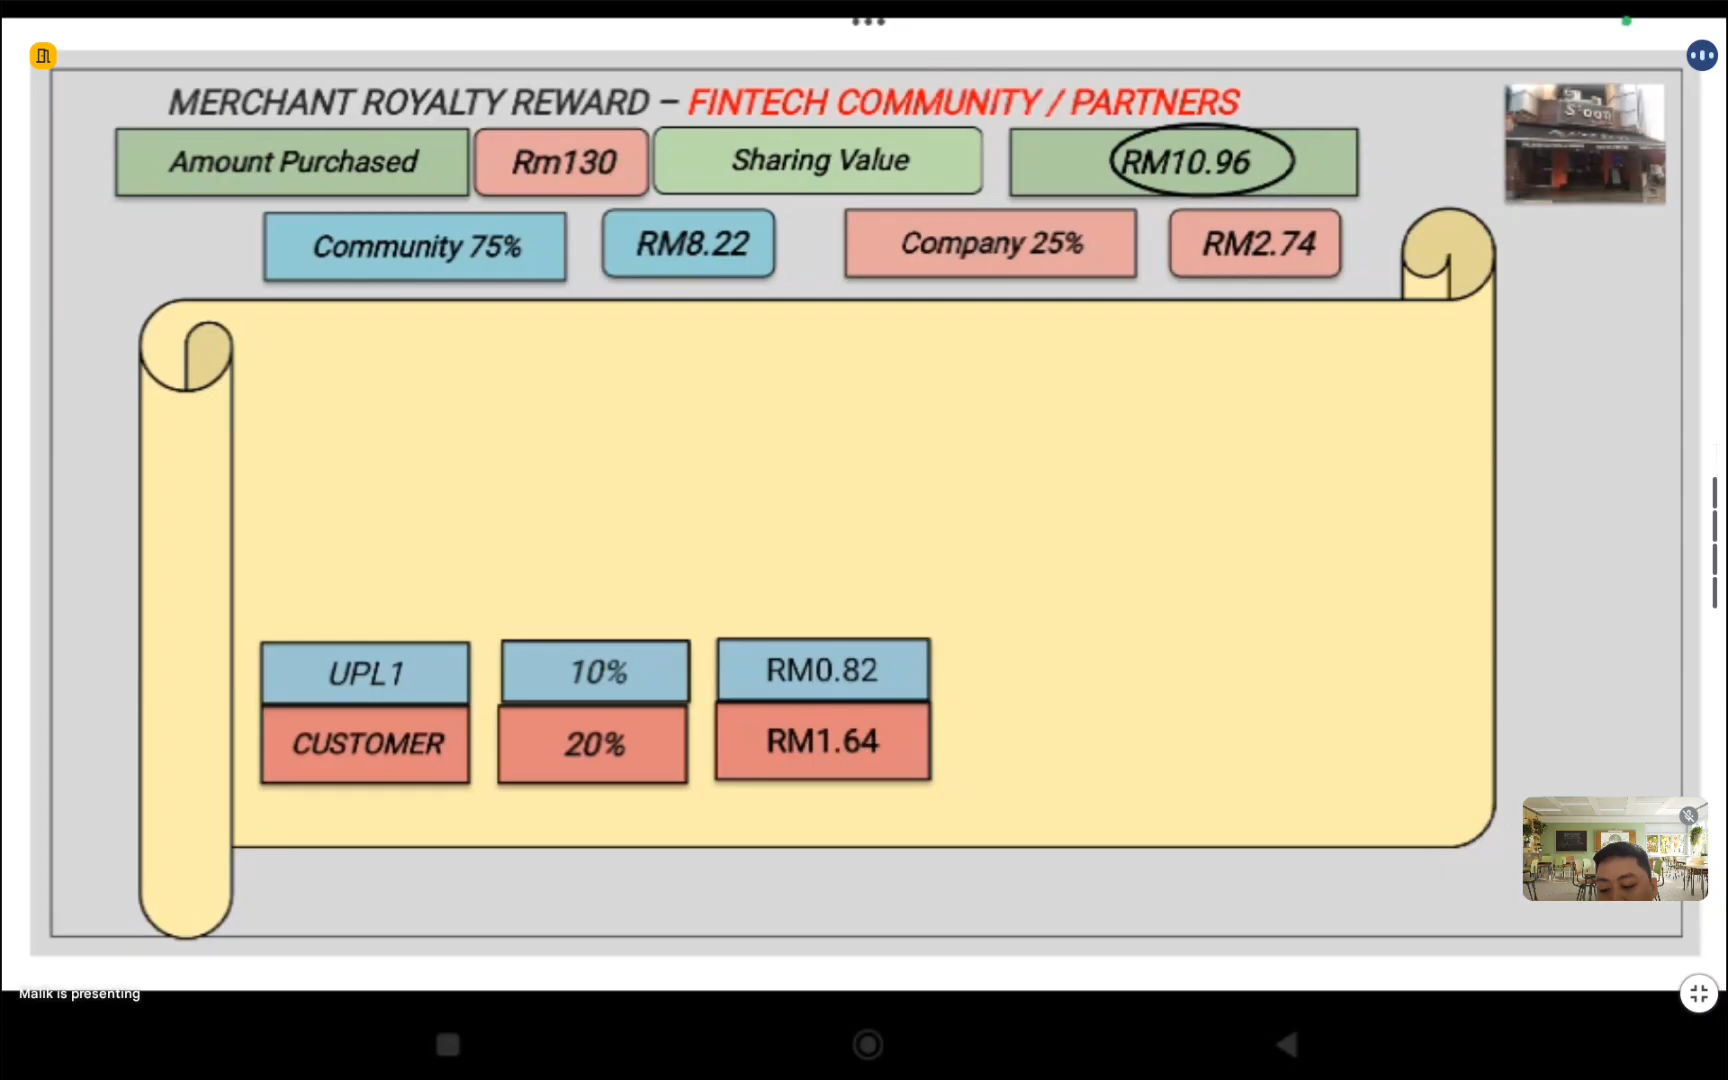 MERCHANT ROYALTY REWARD – FINTECH COMMUNITY / PARTNERS
Amount Purchased Rm130 Sharing Value RM10.96
Community 75% RM8.22 Company 25% RM2.74
UPL1 10% RM0.82
CUSTOMER 20% RM1.64
Malik is presenting